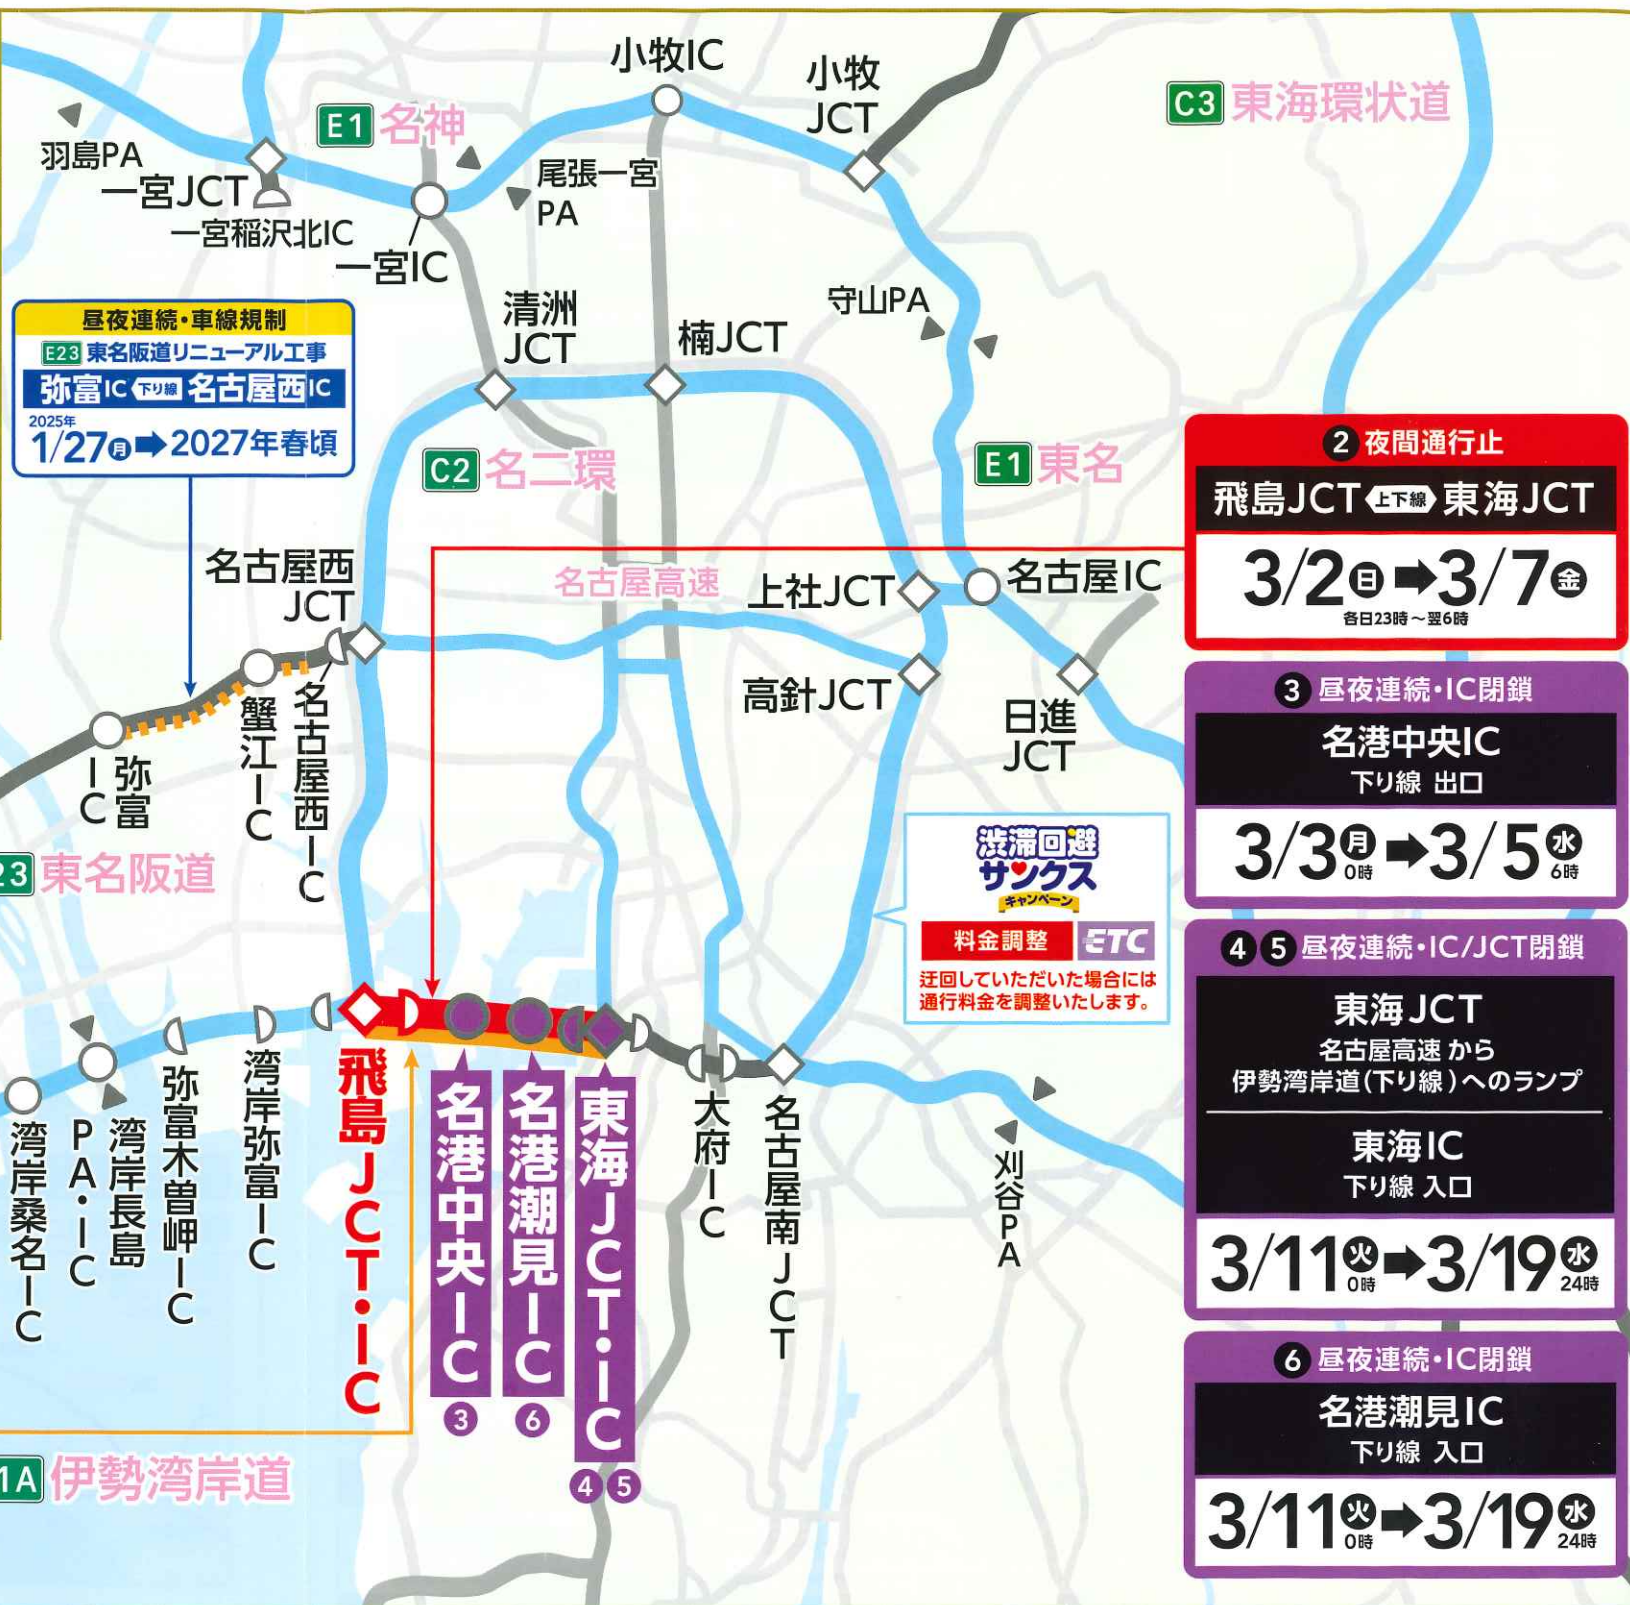 小牧IC
小牧
JCT
C3 東海環状道
E1 名神
羽島PA
一宮JCT
一宮稲沢北IC
尾張一宮
PA
一宮IC
清洲
JCT
楠JCT
守山PA
昼夜連続・車線規制
E23 東名阪道リニューアル工事
弥富IC 下り線 名古屋西IC
2025年
1/27月➡2027年春頃
C2 名二環
E1 東名
2 夜間通行止
飛島JCT 上下線 東海JCT
3/2日➡3/7金
各日23時〜翌6時
名古屋西
JCT
名古屋高速
上社JCT
名古屋IC
高針JCT
日進
JCT
弥富IC
蟹江IC
名古屋西IC
23 東名阪道
3 昼夜連続・IC閉鎖
名港中央IC
下り線 出口
3/3月0時➡3/5水6時
渋滞回避
サンクス
キャンペーン
料金調整 ETC
迂回していただいた場合には
通行料金を調整いたします。
4 5 昼夜連続・IC/JCT閉鎖
東海JCT
名古屋高速 から
伊勢湾岸道(下り線)へのランプ
東海IC
下り線 入口
3/11火0時➡3/19水24時
湾岸桑名IC
湾岸長島
PA・IC
弥富木曽岬IC
湾岸弥富IC
飛島JCT・IC
名港中央IC
3
名港潮見IC
6
東海JCT・IC
4 5
大府IC
名古屋南JCT
刈谷PA
6 昼夜連続・IC閉鎖
名港潮見IC
下り線 入口
3/11火0時➡3/19水24時
1A 伊勢湾岸道